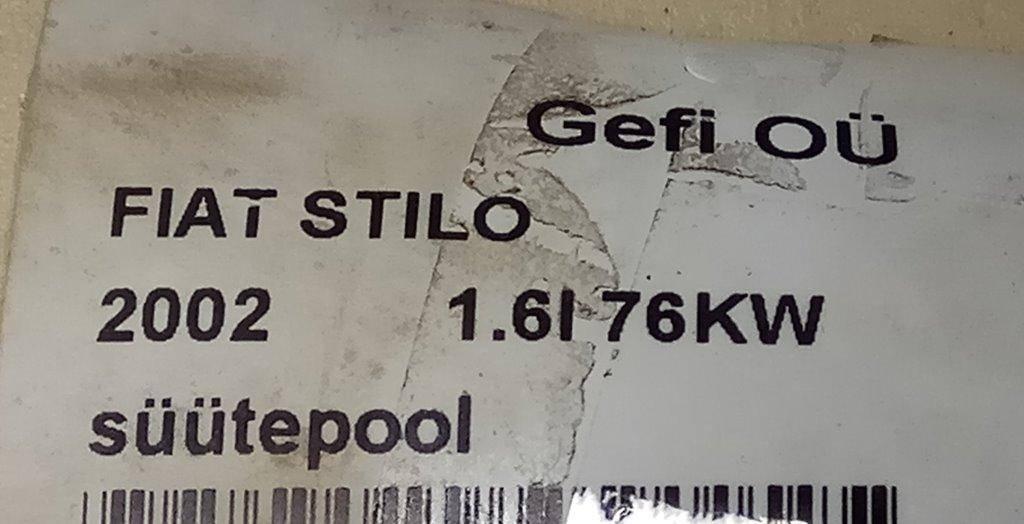 Gefi OÜ
FIAT STILO
2002 1.6l 76KW
süütepool